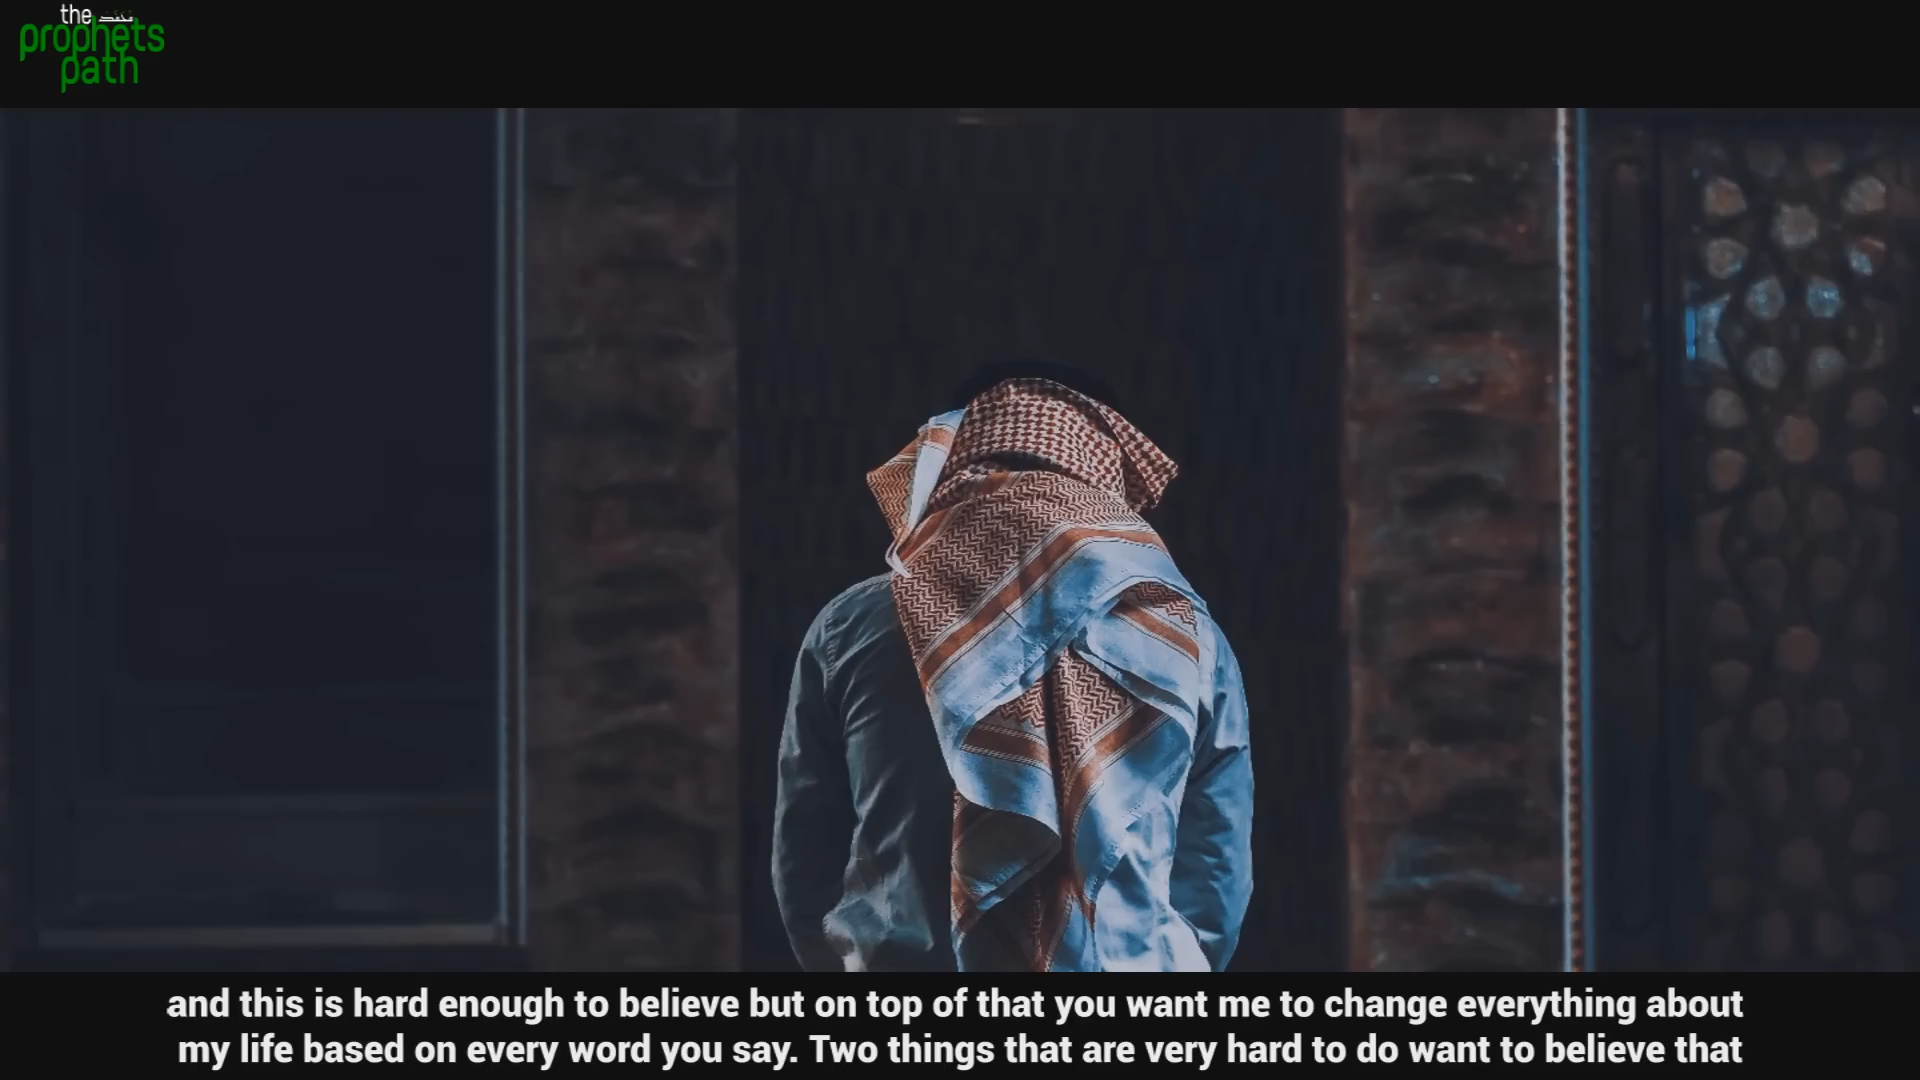 the
prophets
path
and this is hard enough to believe but on top of that you want me to change everything about
my life based on every word you say. Two things that are very hard to do want to believe that